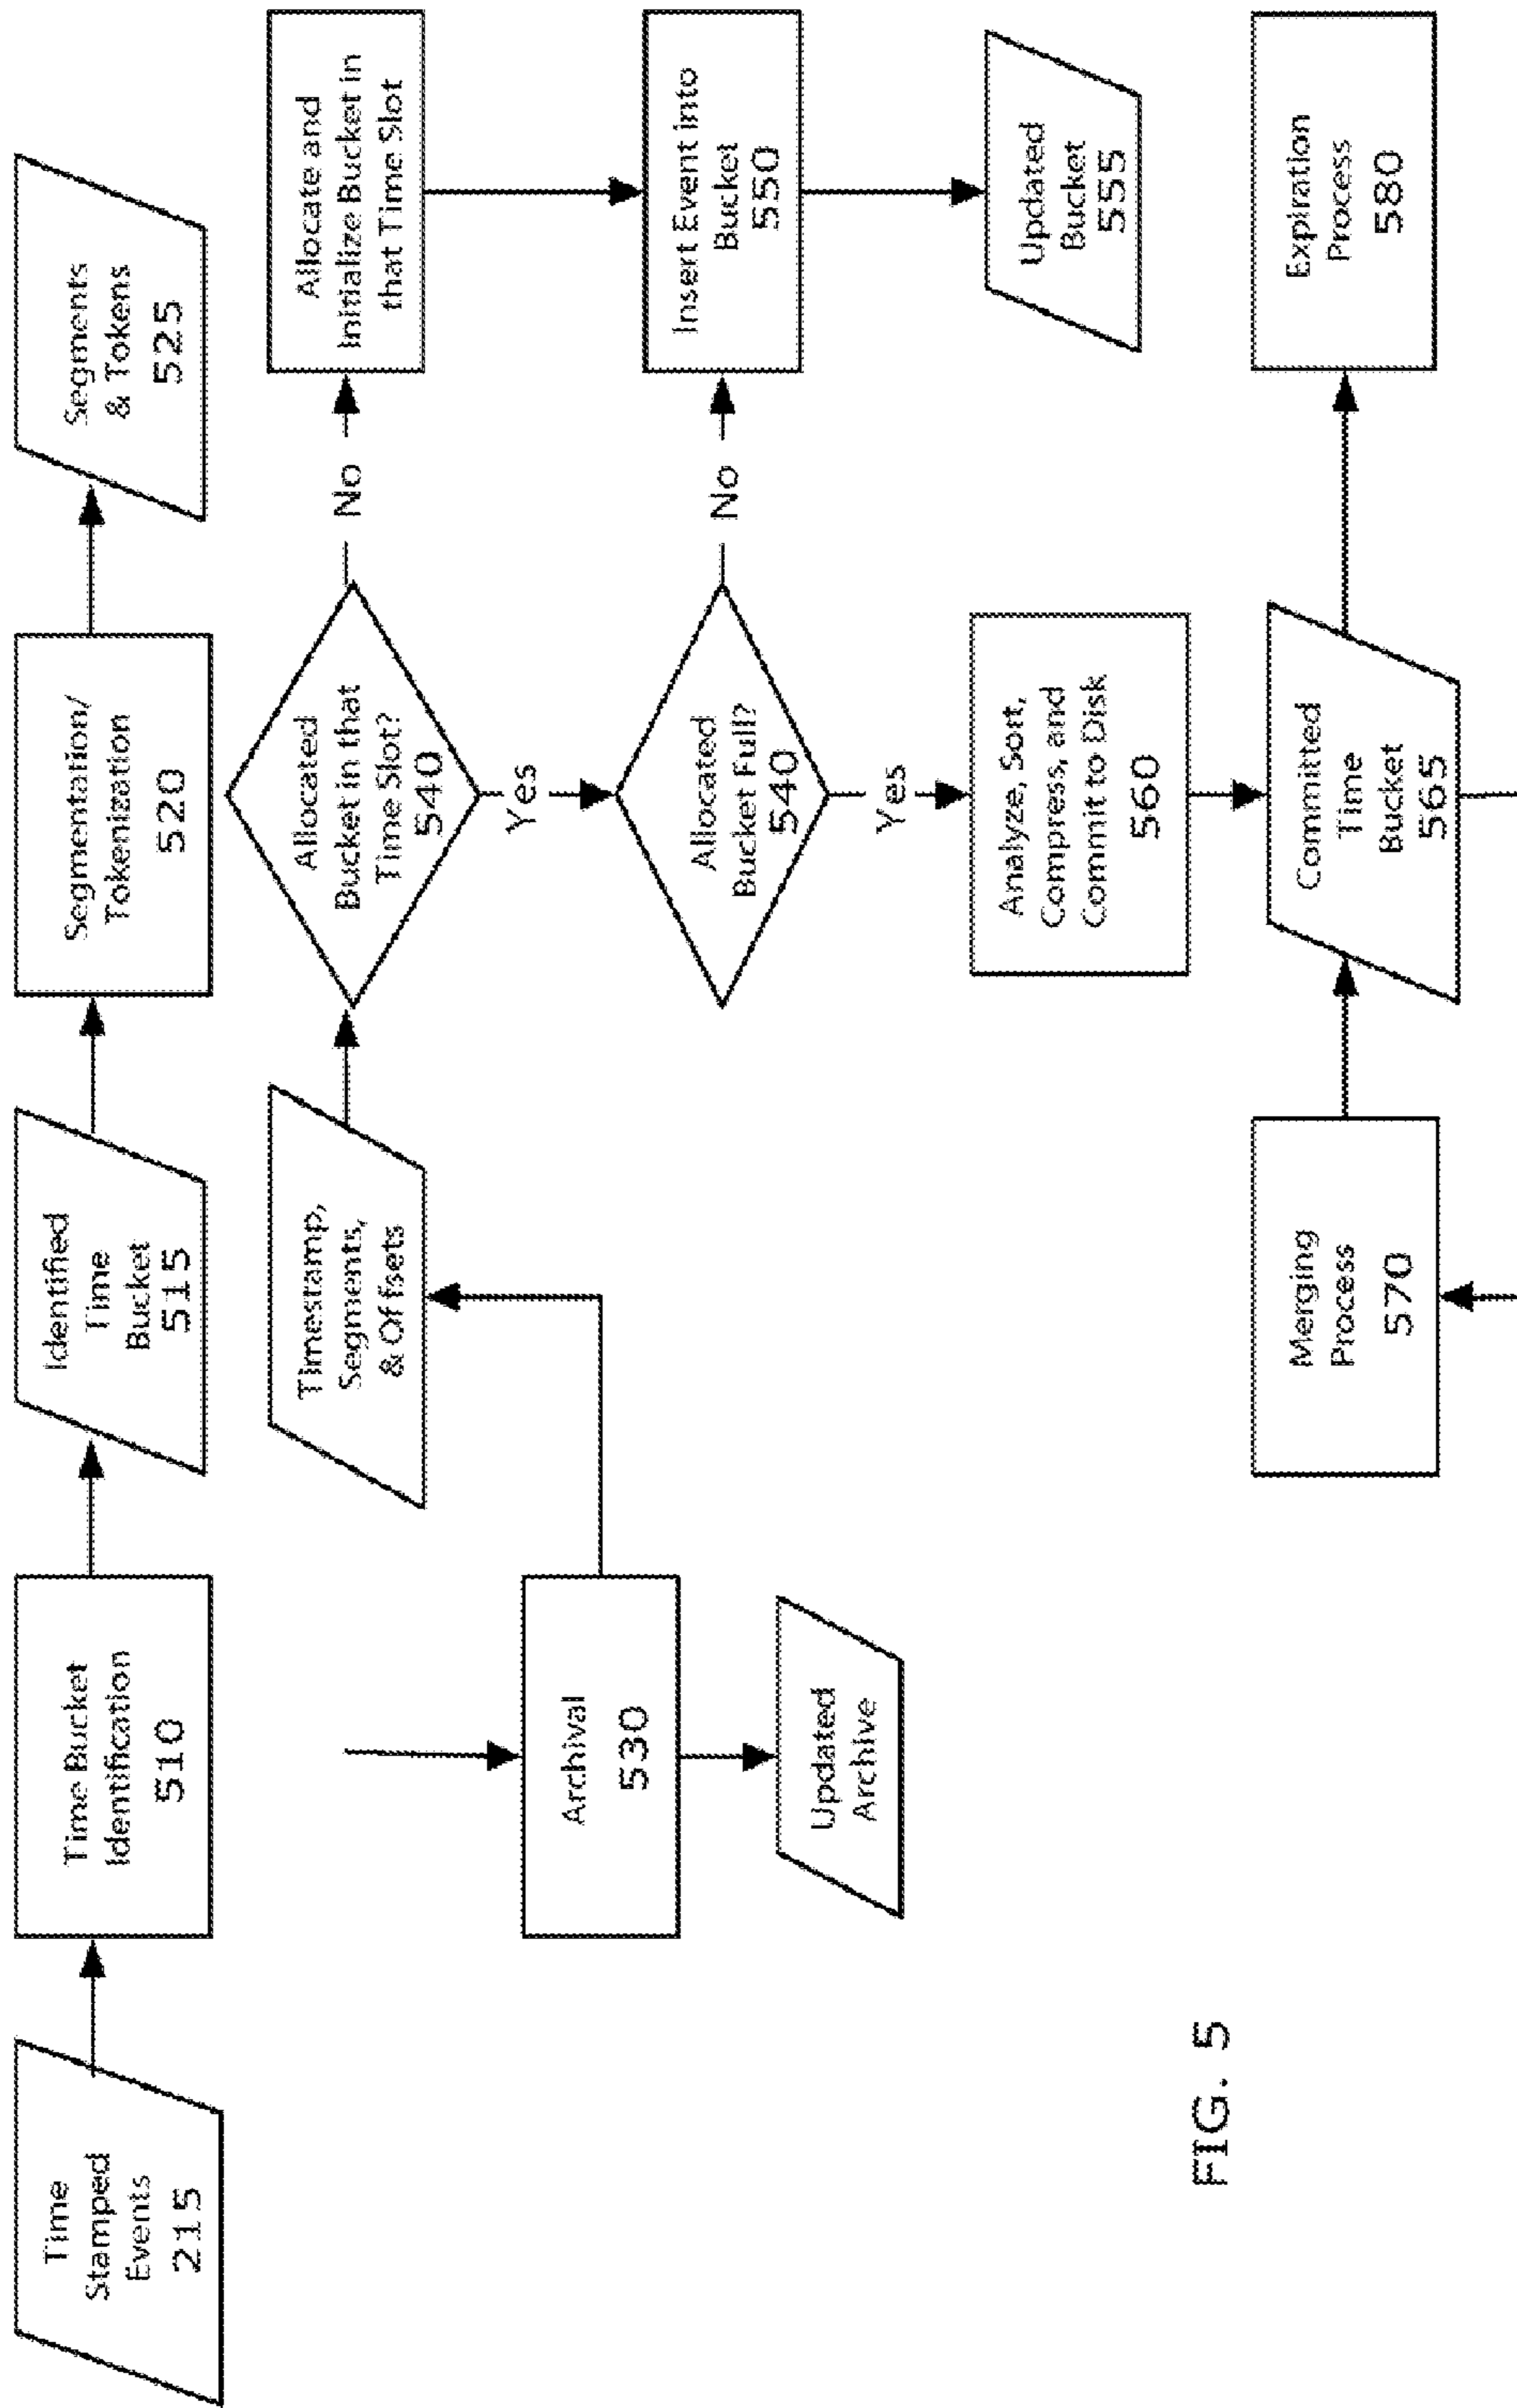 Time
Stamped
Events
215
Time Bucket
Identification
510
Identified
Time
Bucket
515
Segmentation/
Tokenization
520
Segments
& Tokens
525
Archival
530
Updated
Archive
Timestamp,
Segments,
& Offsets
Allocated
Bucket in that
Time Slot?
540
No
Allocate and
Initialize Bucket in
that Time Slot
Yes
Allocated
Bucket Full?
540
No
Insert Event into
Bucket
550
Updated
Bucket
555
Yes
Analyze, Sort,
Compress, and
Commit to Disk
560
Merging
Process
570
Committed
Time
Bucket
565
Expiration
Process
580
FIG. 5